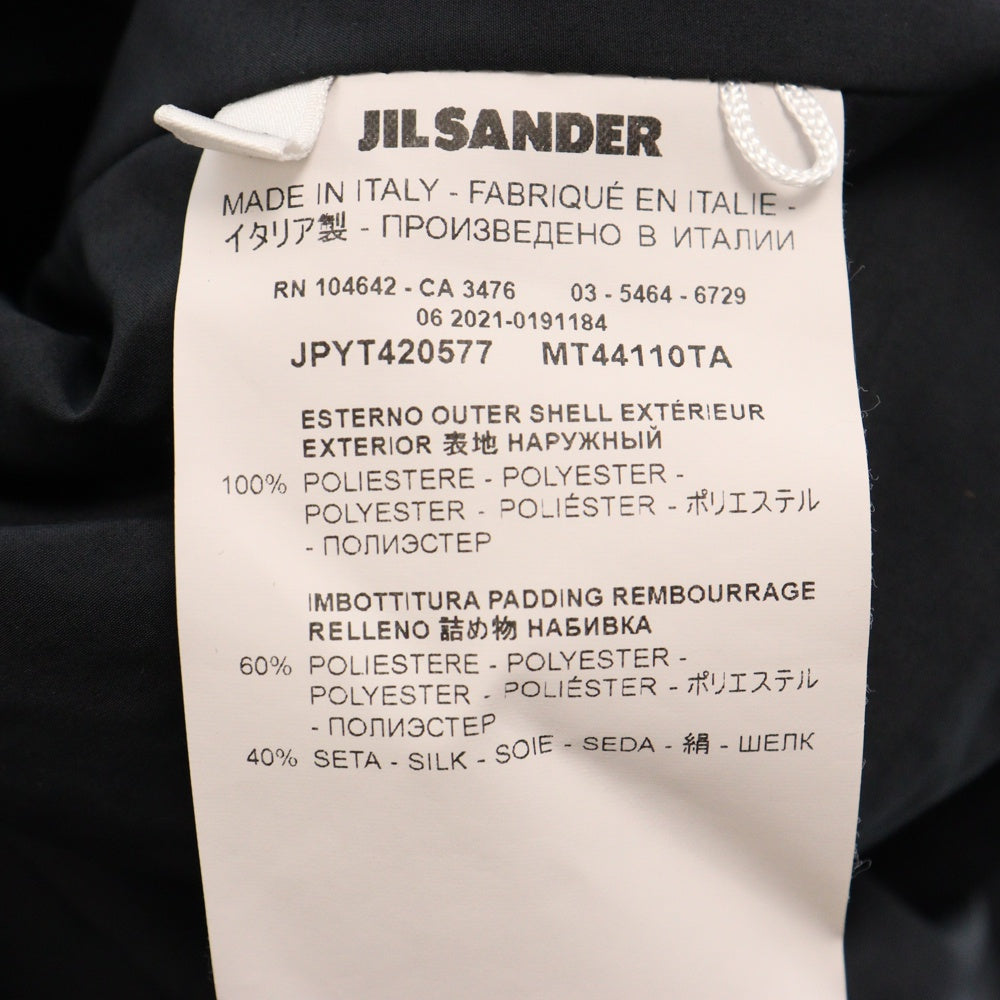 JIL SANDER
MADE IN ITALY - FABRIQUÉ EN ITALIE -
イタリア製 - ПРОИЗВЕДЕНО В ИТАЛИИ
RN 104642 - CA 3476 03 - 5464 - 6729
06 2021-0191184
JPYT420577 MT44110TA
ESTERNO OUTER SHELL EXTÉRIEUR
EXTERIOR 表地 НАРУЖНЫЙ
100% POLIESTERE - POLYESTER -
POLYESTER - POLIÉSTER - ポリエステル
- ПОЛИЭСТЕР
IMBOTTITURA PADDING REMBOURRAGE
RELLENO 詰め物 НАБИВКА
60% POLIESTERE - POLYESTER -
POLYESTER - POLIÉSTER - ポリエステル
- ПОЛИЭСТЕР
40% SETA - SILK - SOIE - SEDA - 絹 - ШЕЛК